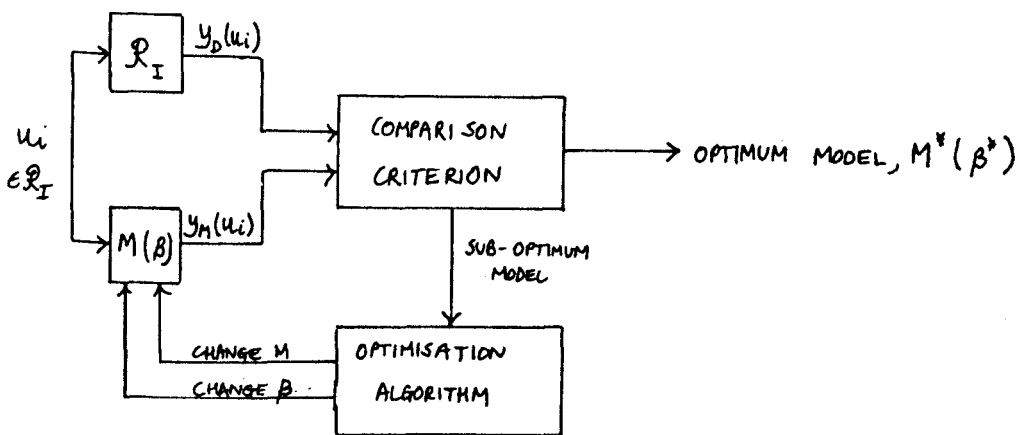 ℛ_I
y_D(u_i)
u_i
∈ℛ_I
M(β)
y_M(u_i)
COMPARISON
CRITERION
OPTIMUM MODEL, M*(β*)
SUB-OPTIMUM
MODEL
CHANGE M
CHANGE β
OPTIMISATION
ALGORITHM